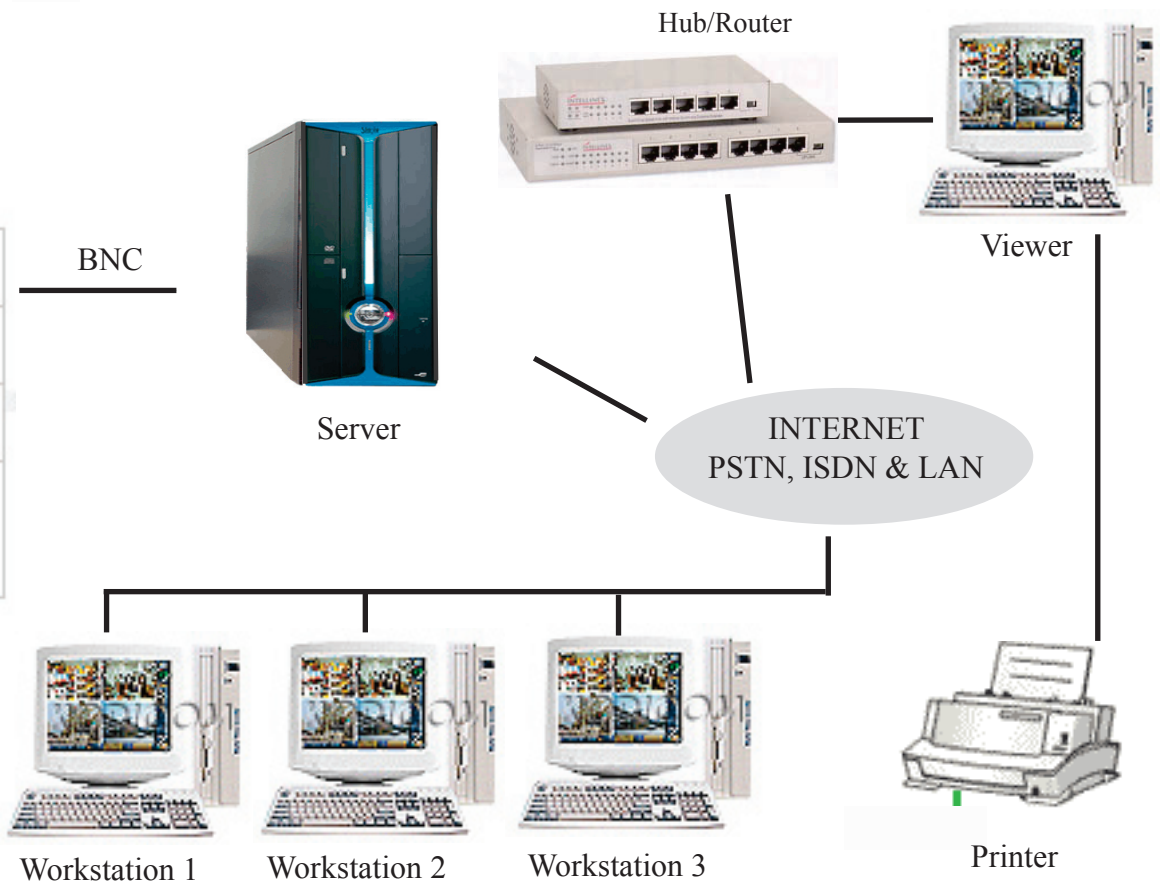 Hub/Router
BNC
Viewer
Server
INTERNET
PSTN, ISDN & LAN
Workstation 1
Workstation 2
Workstation 3
Printer